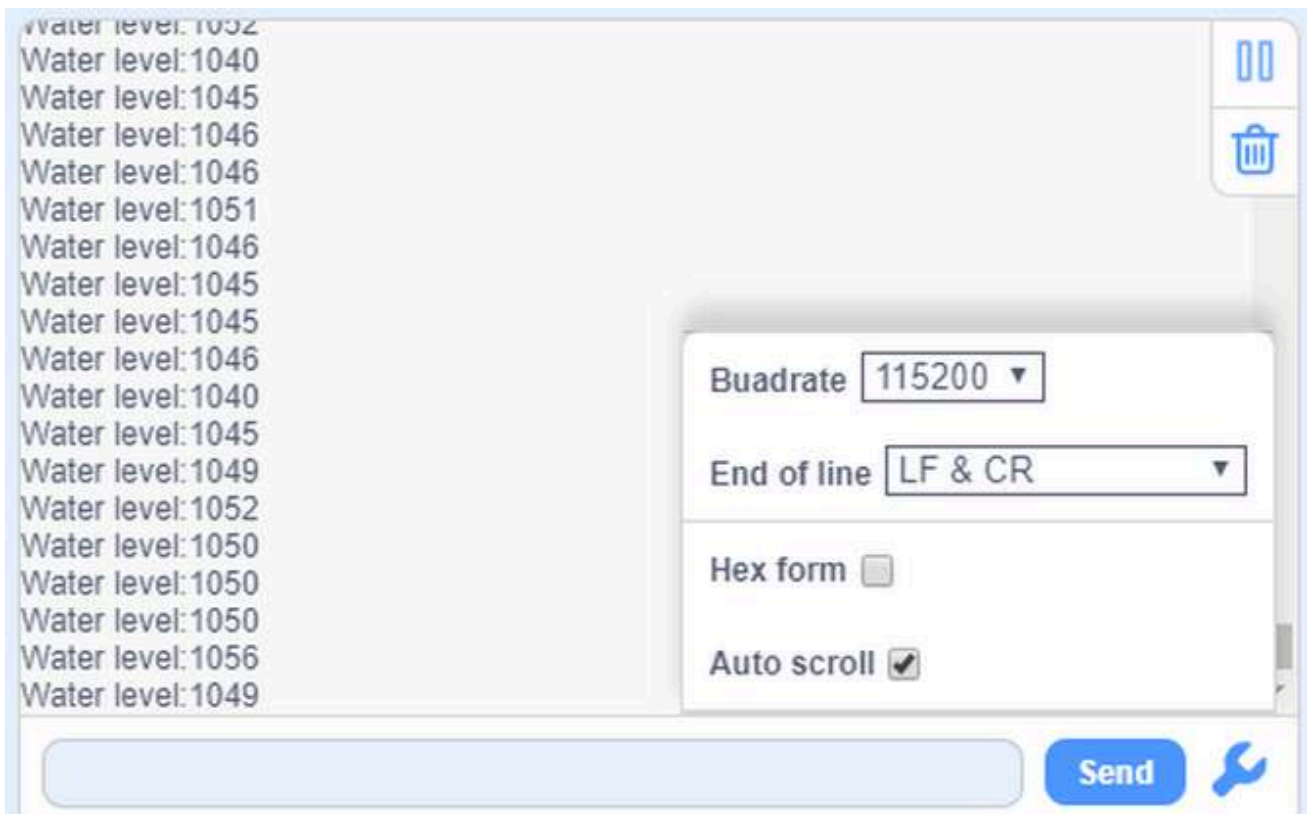 Water level:1052
Water level:1040
Water level:1045
Water level:1046
Water level:1046
Water level:1051
Water level:1046
Water level:1045
Water level:1045
Water level:1046
Water level:1040
Water level:1045
Water level:1049
Water level:1052
Water level:1050
Water level:1050
Water level:1050
Water level:1056
Water level:1049
Buadrate 115200
End of line LF & CR
Hex form
Auto scroll
Send